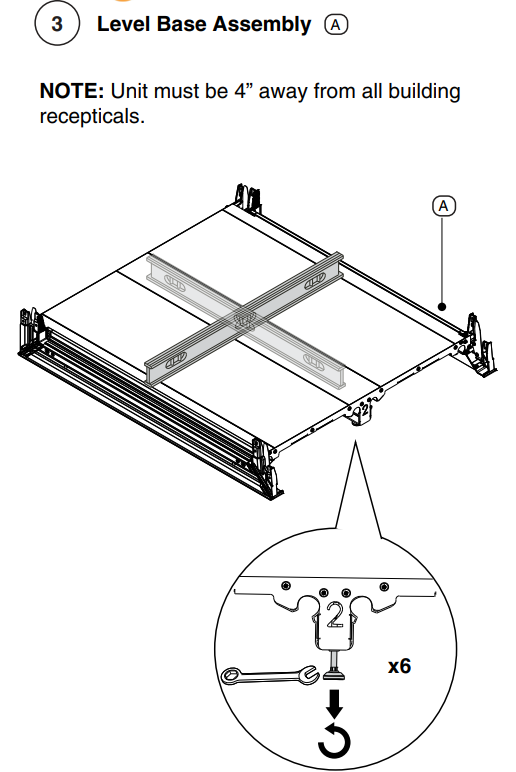 3 Level Base Assembly A
NOTE: Unit must be 4” away from all building
recepticals.
A
2
2
x6